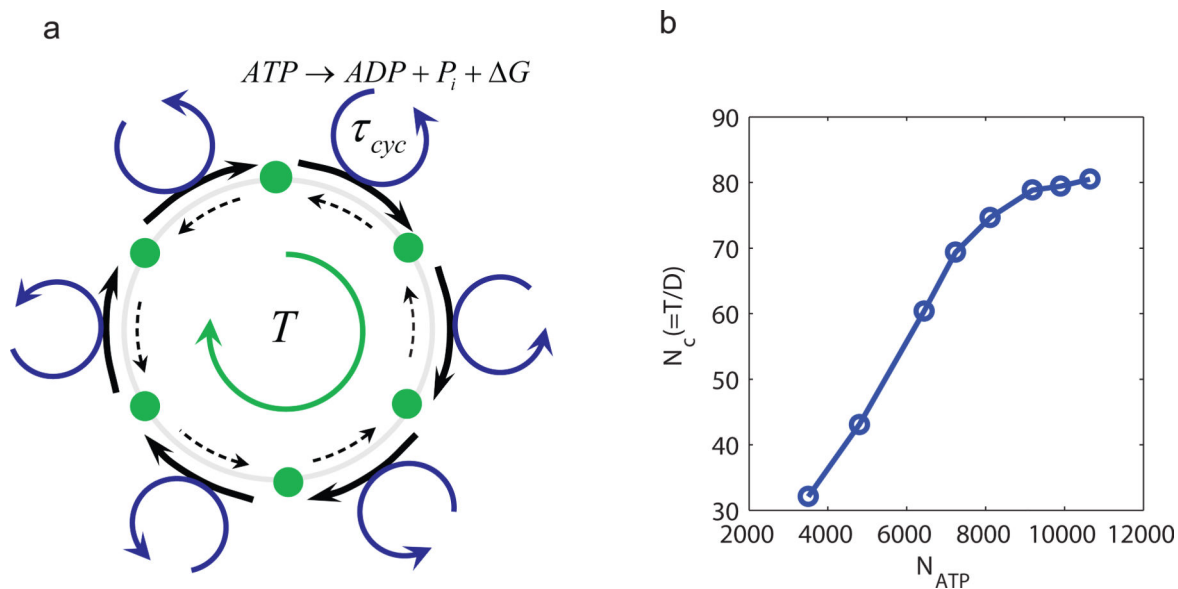 a
ATP → ADP + P_i + ΔG
τ_cyc
T
b
90
80
70
60
50
40
30
N_c(=T/D)
2000 4000 6000 8000 10000 12000
N_ATP